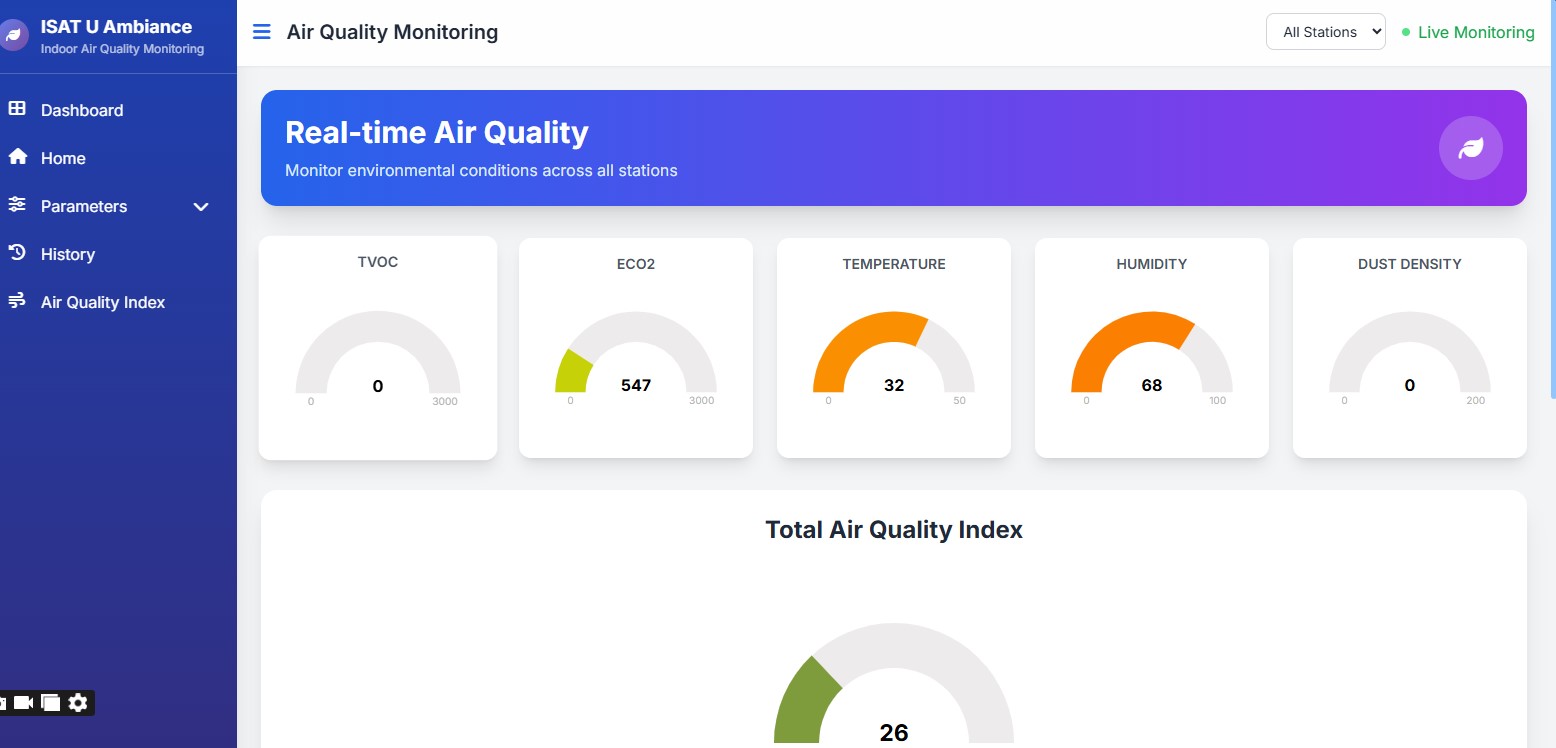 ISAT U Ambiance
Indoor Air Quality Monitoring
Dashboard
Home
Parameters
History
Air Quality Index
Air Quality Monitoring
All Stations
Live Monitoring
Real-time Air Quality
Monitor environmental conditions across all stations
TVOC
0
0 3000
ECO2
547
0 3000
TEMPERATURE
32
0 50
HUMIDITY
68
0 100
DUST DENSITY
0
0 200
Total Air Quality Index
26